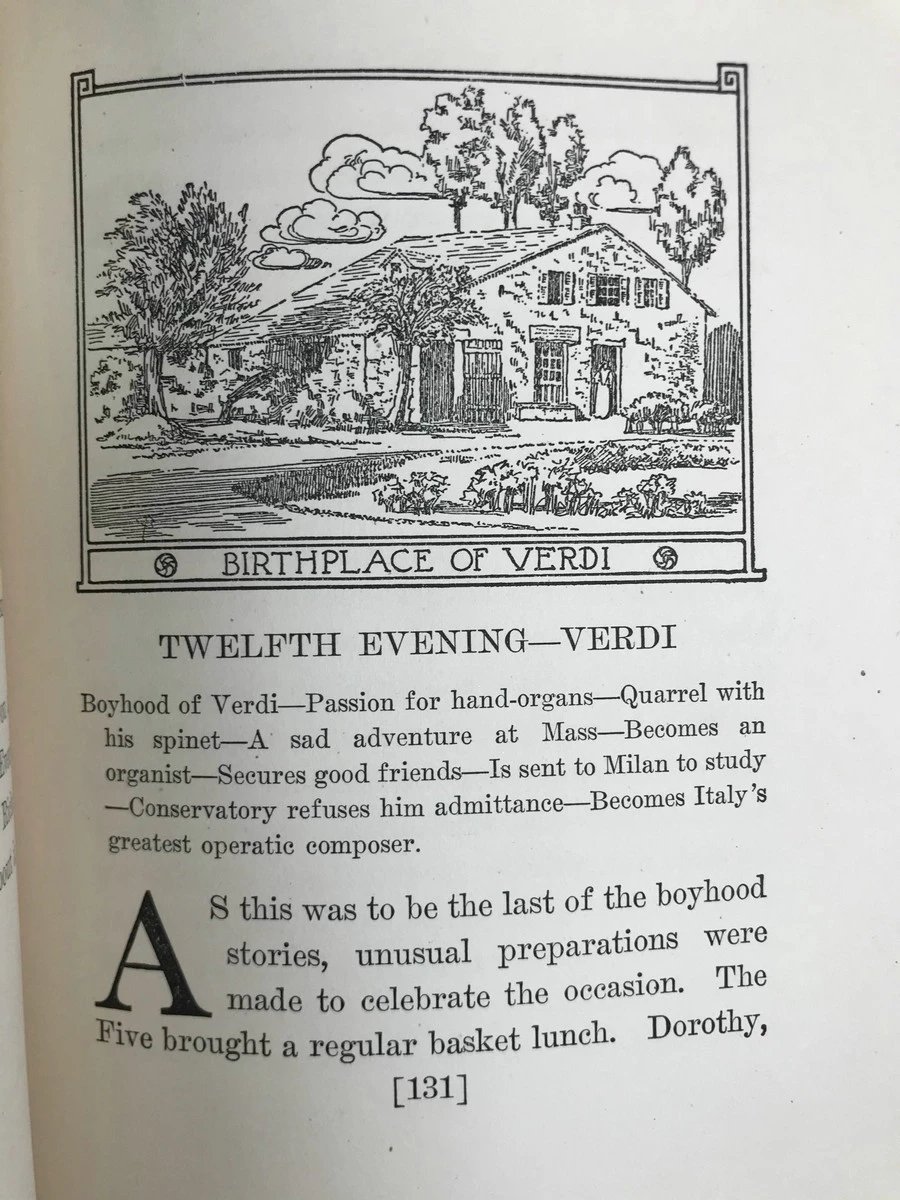 BIRTHPLACE OF VERDI
TWELFTH EVENING—VERDI
Boyhood of Verdi—Passion for hand-organs—Quarrel with
his spinet—A sad adventure at Mass—Becomes an
organist—Secures good friends—Is sent to Milan to study
—Conservatory refuses him admittance—Becomes Italy's
greatest operatic composer.
AS this was to be the last of the boyhood
stories, unusual preparations were
made to celebrate the occasion. The
Five brought a regular basket lunch. Dorothy,
[131]